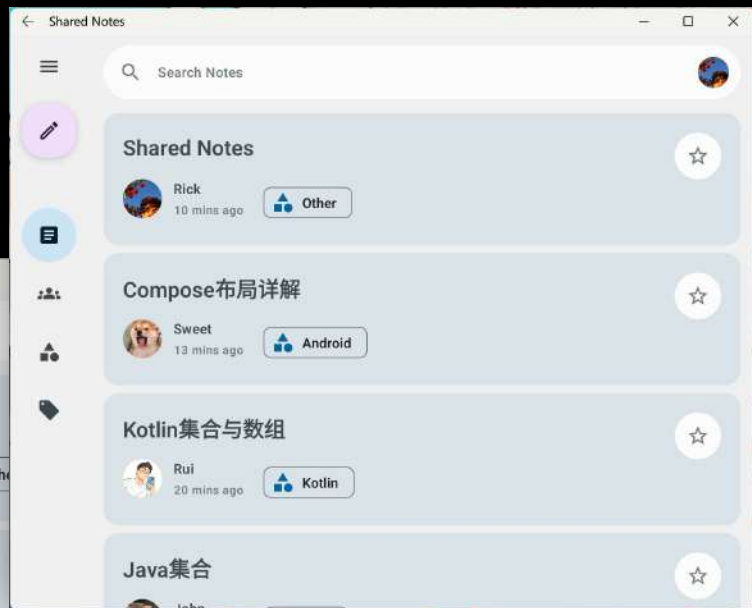 Shared Notes
Search Notes
Shared Notes
Rick
10 mins ago
Other
Compose布局详解
Sweet
13 mins ago
Android
Kotlin集合与数组
Rui
20 mins ago
Kotlin
Java集合